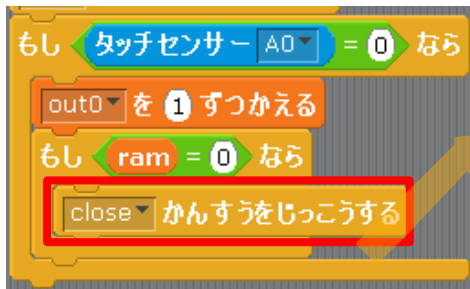 もし タッチセンサー A0 = 0 なら
out0 を 1 ずつかえる
もし ram = 0 なら
close かんすうをじっこうする